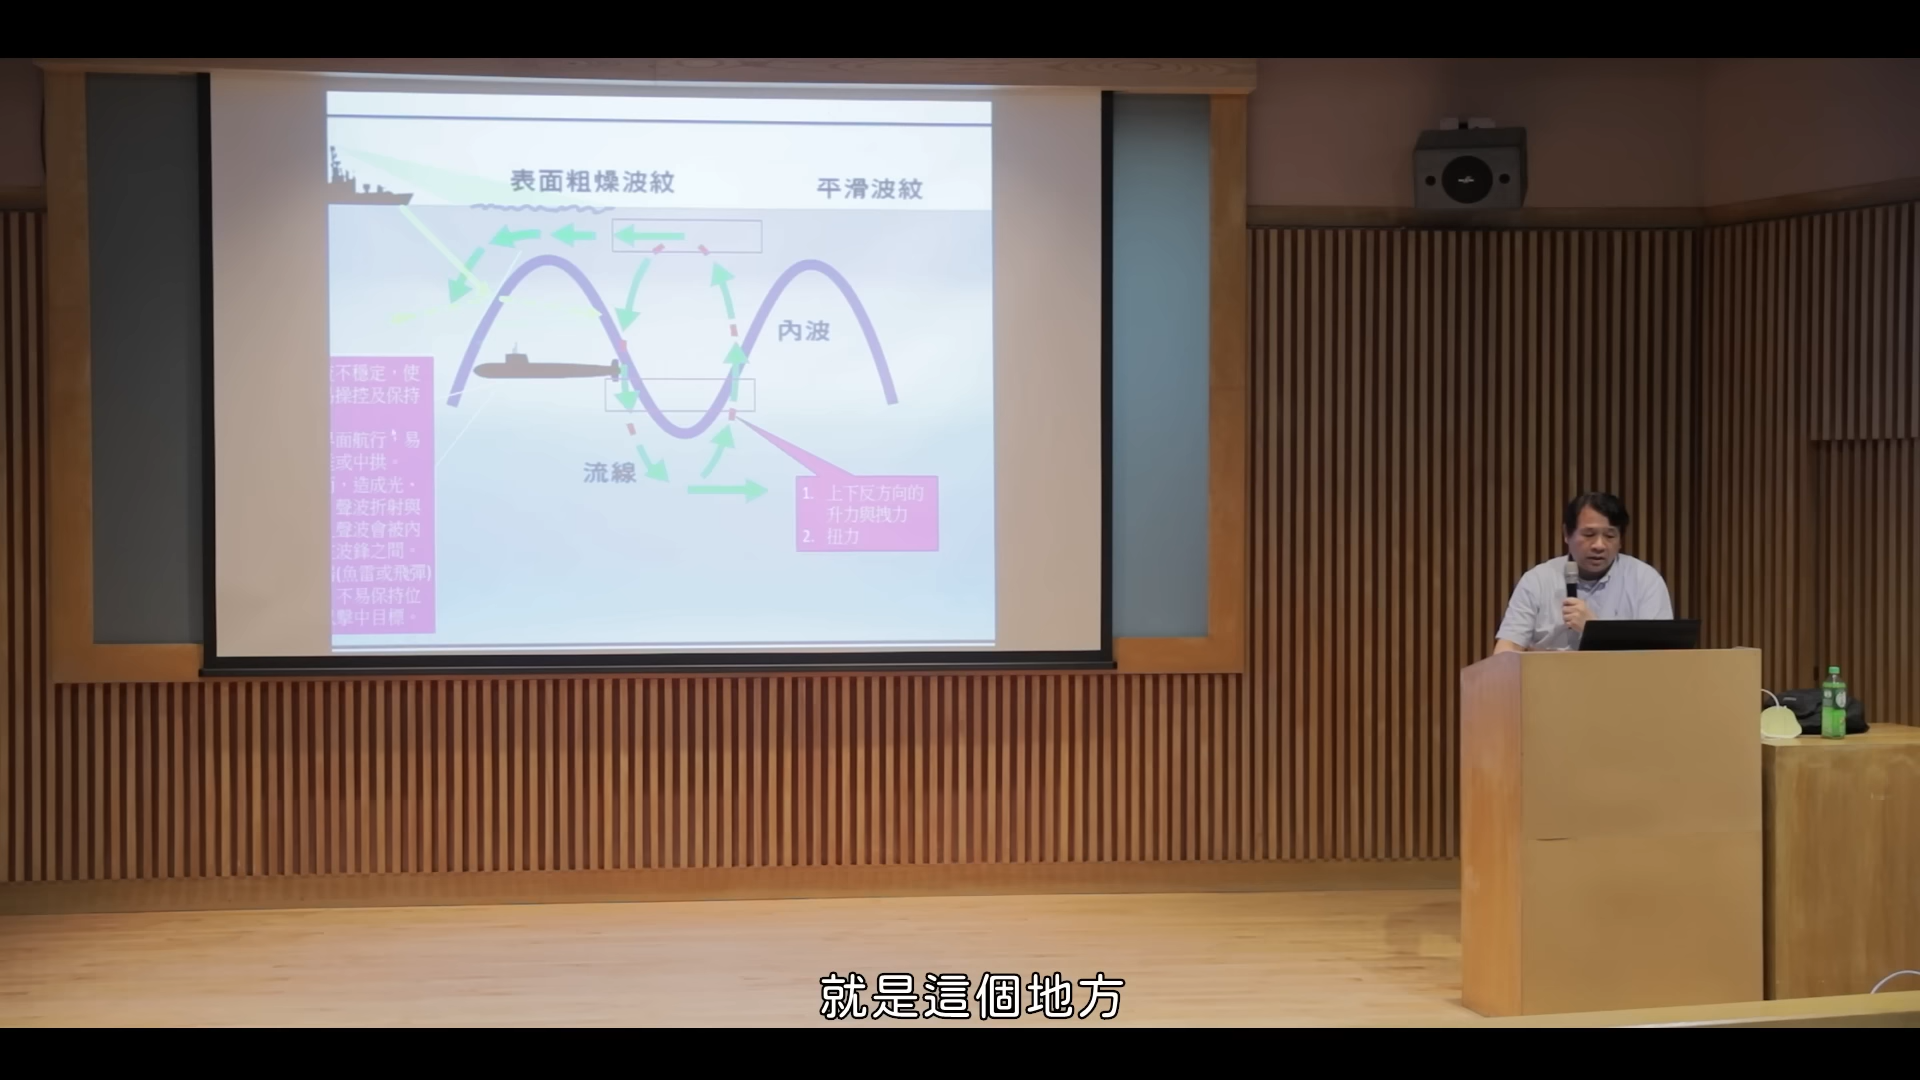 表面粗燥波紋
平滑波紋
內波
不穩定，使
操控及保持
面航行，易
或中拱。
，造成光，
聲波折射與
聲波會被內
波鋒之間。
(魚雷或飛彈)
不易保持位
擊中目標。
流線
1. 上下反方向的
升力與拽力
2. 扭力
就是這個地方